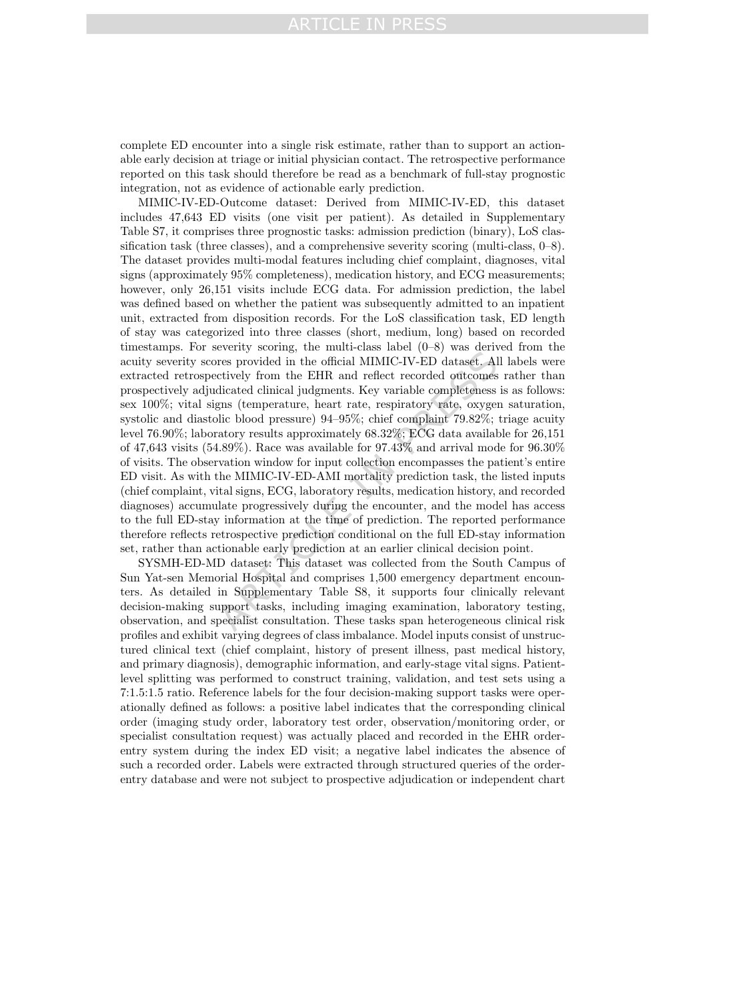 ARTICLE IN PRESS
complete ED encounter into a single risk estimate, rather than to support an action-
able early decision at triage or initial physician contact. The retrospective performance
reported on this task should therefore be read as a benchmark of full-stay prognostic
integration, not as evidence of actionable early prediction.
MIMIC-IV-ED-Outcome dataset: Derived from MIMIC-IV-ED, this dataset
includes 47,643 ED visits (one visit per patient). As detailed in Supplementary
Table S7, it comprises three prognostic tasks: admission prediction (binary), LoS clas-
sification task (three classes), and a comprehensive severity scoring (multi-class, 0–8).
The dataset provides multi-modal features including chief complaint, diagnoses, vital
signs (approximately 95% completeness), medication history, and ECG measurements;
however, only 26,151 visits include ECG data. For admission prediction, the label
was defined based on whether the patient was subsequently admitted to an inpatient
unit, extracted from disposition records. For the LoS classification task, ED length
of stay was categorized into three classes (short, medium, long) based on recorded
timestamps. For severity scoring, the multi-class label (0–8) was derived from the
acuity severity scores provided in the official MIMIC-IV-ED dataset. All labels were
extracted retrospectively from the EHR and reflect recorded outcomes rather than
prospectively adjudicated clinical judgments. Key variable completeness is as follows:
sex 100%; vital signs (temperature, heart rate, respiratory rate, oxygen saturation,
systolic and diastolic blood pressure) 94–95%; chief complaint 79.82%; triage acuity
level 76.90%; laboratory results approximately 68.32%; ECG data available for 26,151
of 47,643 visits (54.89%). Race was available for 97.43% and arrival mode for 96.30%
of visits. The observation window for input collection encompasses the patient's entire
ED visit. As with the MIMIC-IV-ED-AMI mortality prediction task, the listed inputs
(chief complaint, vital signs, ECG, laboratory results, medication history, and recorded
diagnoses) accumulate progressively during the encounter, and the model has access
to the full ED-stay information at the time of prediction. The reported performance
therefore reflects retrospective prediction conditional on the full ED-stay information
set, rather than actionable early prediction at an earlier clinical decision point.
SYSMH-ED-MD dataset: This dataset was collected from the South Campus of
Sun Yat-sen Memorial Hospital and comprises 1,500 emergency department encoun-
ters. As detailed in Supplementary Table S8, it supports four clinically relevant
decision-making support tasks, including imaging examination, laboratory testing,
observation, and specialist consultation. These tasks span heterogeneous clinical risk
profiles and exhibit varying degrees of class imbalance. Model inputs consist of unstruc-
tured clinical text (chief complaint, history of present illness, past medical history,
and primary diagnosis), demographic information, and early-stage vital signs. Patient-
level splitting was performed to construct training, validation, and test sets using a
7:1.5:1.5 ratio. Reference labels for the four decision-making support tasks were oper-
ationally defined as follows: a positive label indicates that the corresponding clinical
order (imaging study order, laboratory test order, observation/monitoring order, or
specialist consultation request) was actually placed and recorded in the EHR order-
entry system during the index ED visit; a negative label indicates the absence of
such a recorded order. Labels were extracted through structured queries of the order-
entry database and were not subject to prospective adjudication or independent chart
ARTICLE IN PRESS